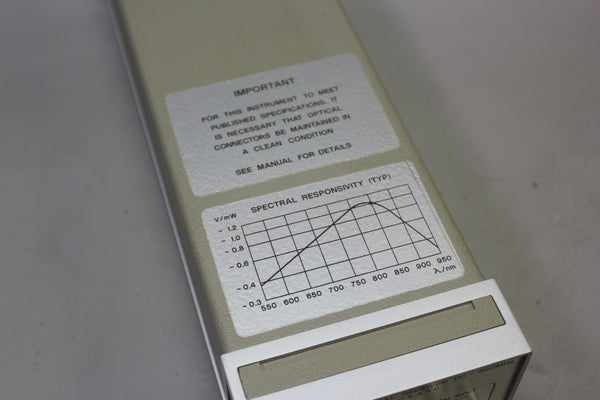 IMPORTANT
FOR THIS INSTRUMENT TO MEET
PUBLISHED SPECIFICATIONS, IT
IS NECESSARY THAT OPTICAL
CONNECTORS BE MAINTAINED IN
A CLEAN CONDITION
SEE MANUAL FOR DETAILS
V/mW SPECTRAL RESPONSIVITY (TYP)
- 1.2
- 1.0
- 0.8
- 0.6
- 0.4
- 0.3
550 600 650 700 750 800 850 900 950
λ/nm